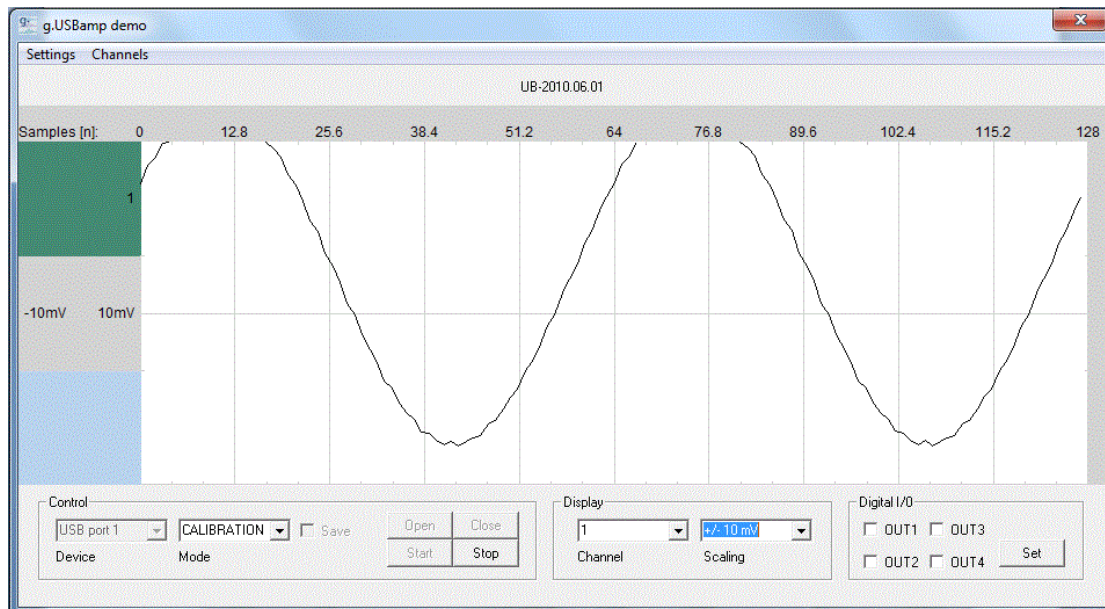 g.USBamp demo
Settings Channels
UB-2010.06.01
Samples [n]: 0 12.8 25.6 38.4 51.2 64 76.8 89.6 102.4 115.2 128
1
-10mV 10mV
Control
USB port 1 CALIBRATION Save Open Close
Device Mode Start Stop
Display
1 +/- 10 mV
Channel Scaling
Digital I/O
OUT1 OUT3
OUT2 OUT4 Set